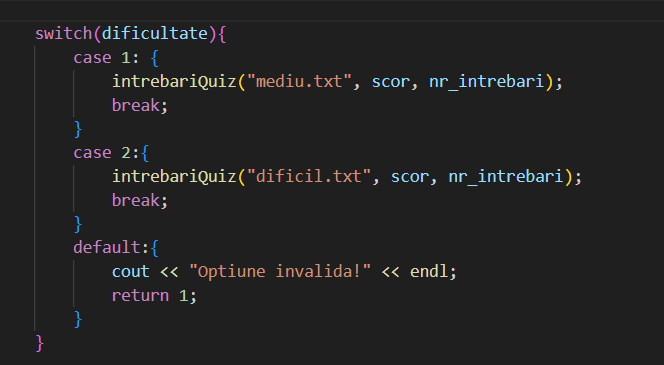 switch(dificultate){
    case 1: {
        intrebariQuiz("mediu.txt", scor, nr_intrebari);
        break;
    }
    case 2:{
        intrebariQuiz("dificil.txt", scor, nr_intrebari);
        break;
    }
    default:{
        cout << "Optiune invalida!" << endl;
        return 1;
    }
}